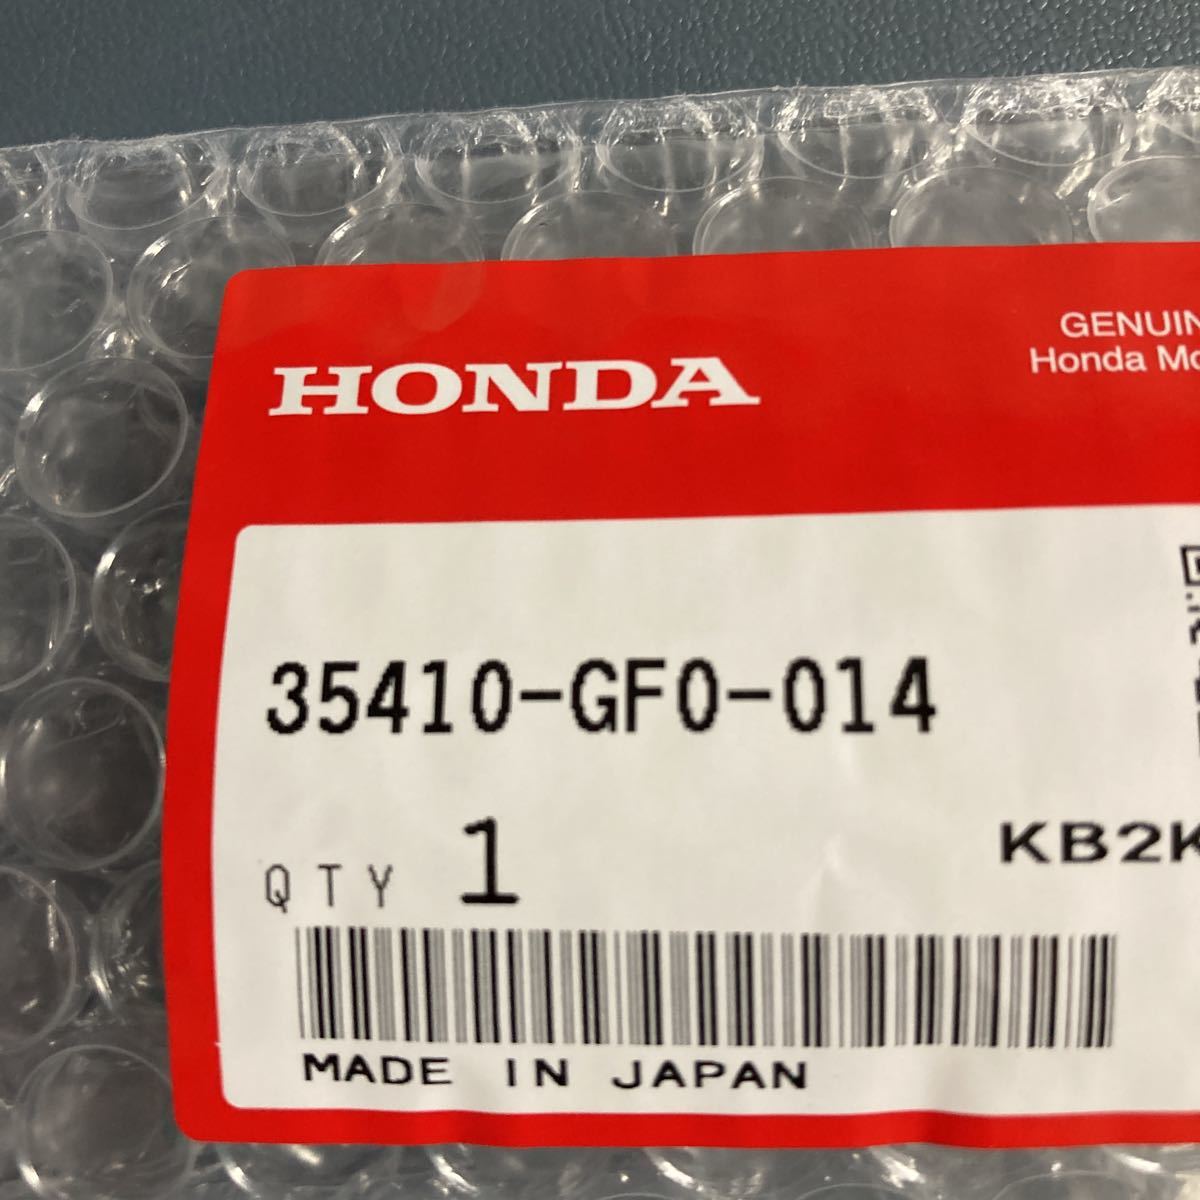 HONDA
GENUIN
Honda Mo
35410-GF0-014
QTY 1
KB2K
MADE IN JAPAN